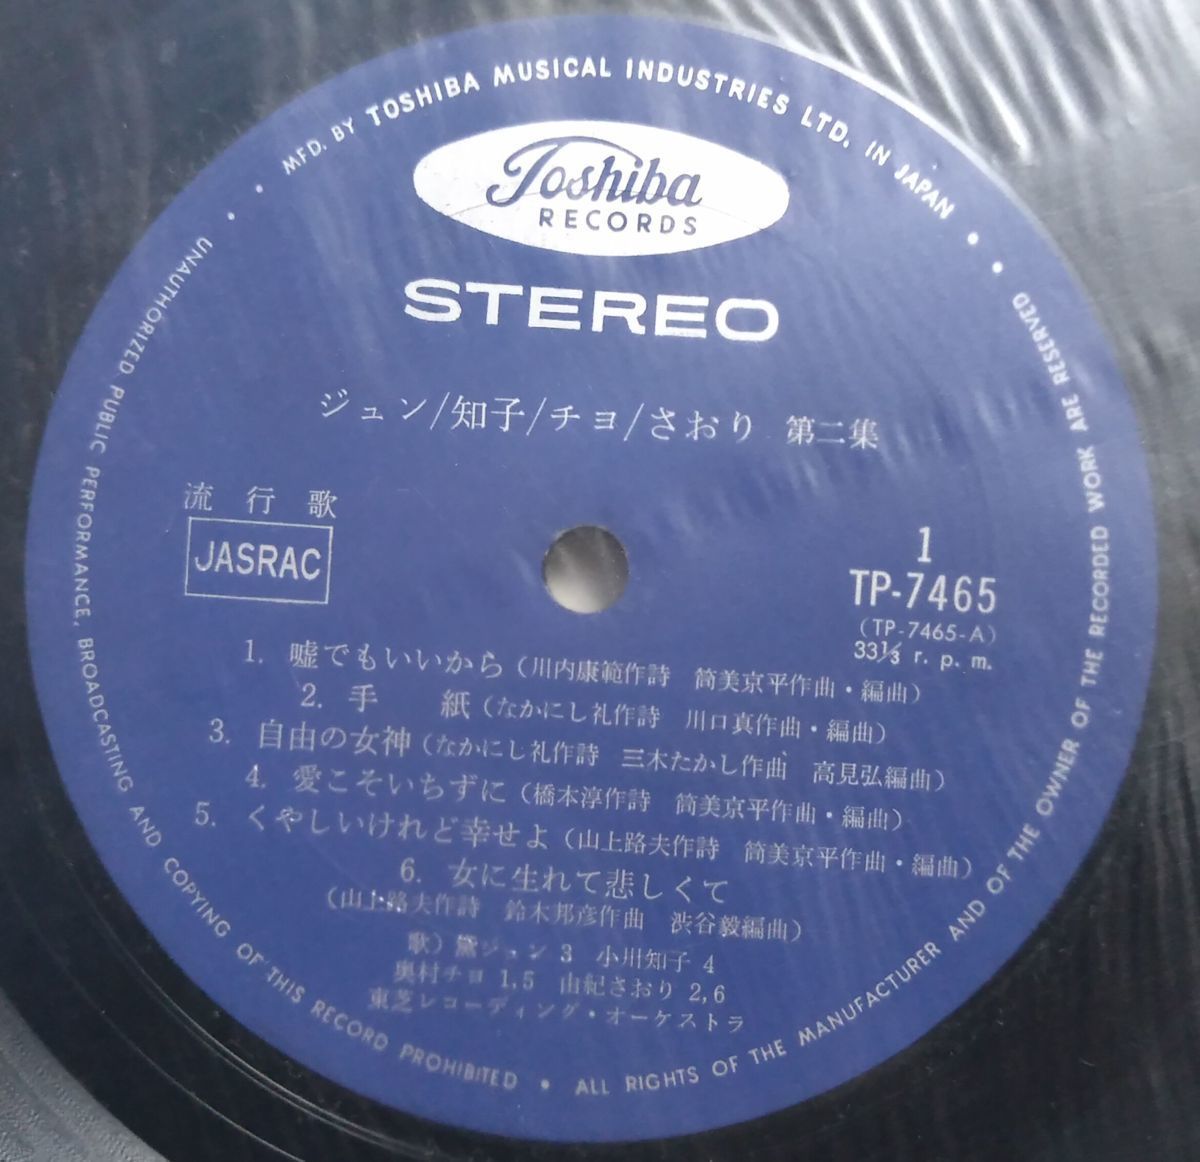 MFD. BY TOSHIBA MUSICAL INDUSTRIES LTD. IN JAPAN
Toshiba
RECORDS
STEREO
ジュン/知子/チヨ/さおり 第二集
流行歌
JASRAC
1
TP-7465
(TP-7465-A)
33⅓ r. p. m.
1. 嘘でもいいから (川内康範作詩 筒美京平作曲・編曲)
2. 手 紙 (なかにし礼作詩 川口真作曲・編曲)
3. 自由の女神 (なかにし礼作詩 三木たかし作曲 高見弘編曲)
4. 愛こそいちずに (橋本淳作詩 筒美京平作曲・編曲)
5. くやしいけれど幸せよ (山上路夫作詩 筒美京平作曲・編曲)
6. 女に生れて悲しくて
(山上路夫作詩 鈴木邦彦作曲 渋谷毅編曲)
歌) 黛ジュン 3 小川知子 4
奥村チヨ 1,5 由紀さおり 2,6
東芝レコーディング・オーケストラ
ALL RIGHTS OF THE MANUFACTURER AND OF THE OWNER OF THE RECORDED WORK ARE RESERVED
UNAUTHORIZED PUBLIC PERFORMANCE, BROADCASTING AND COPYING OF THIS RECORD PROHIBITED